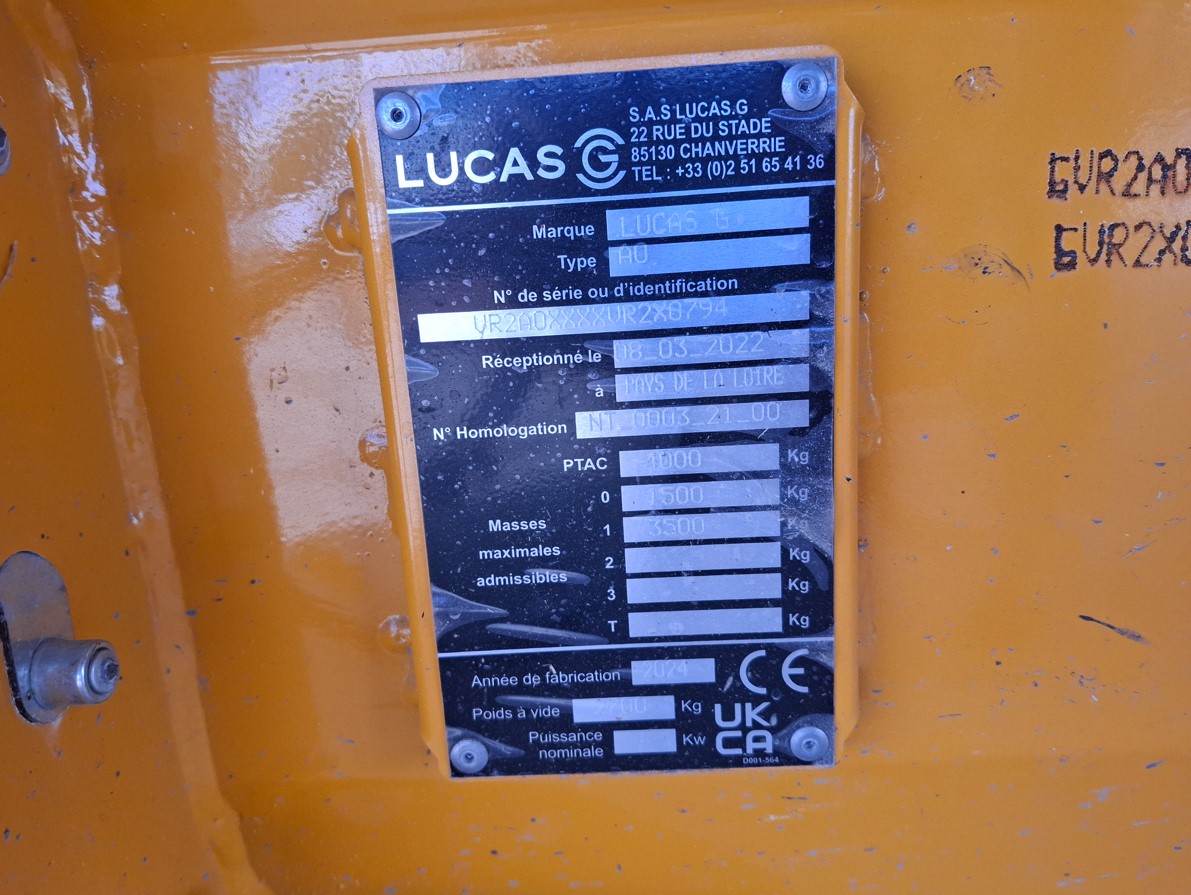 LUCAS G
S.A.S LUCAS.G
22 RUE DU STADE
85130 CHANVERRIE
TEL : +33 (0)2 51 65 41 36
Marque LUCAS G
Type A0
N° de série ou d'identification
VR2A0XXXXVR2X0794
Réceptionné le 08_03_2022
à PAYS DE LA LOIRE
N° Homologation NT_0003_21_00
PTAC 4000 Kg
Masses maximales admissibles
0 1500 Kg
1 3500 Kg
2 Kg
3 Kg
T Kg
Année de fabrication 2024
Poids à vide Kg
Puissance nominale Kw
CE
UK
CA
D001-564
GVR2A0
GVR2X0